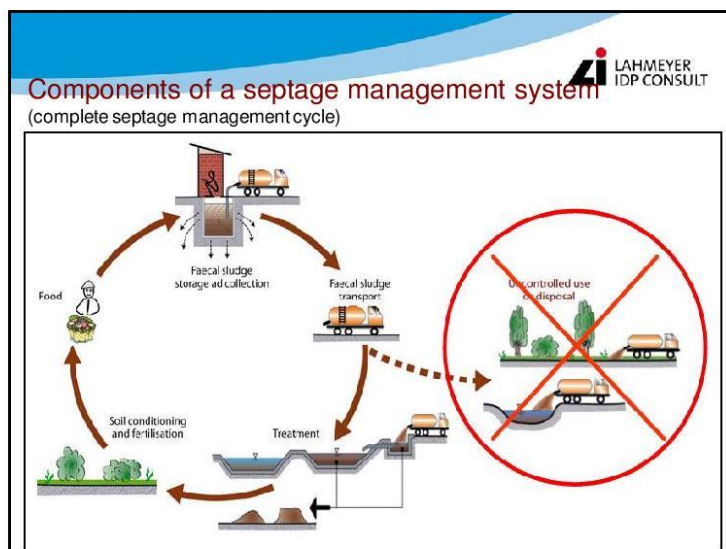 LAHMEYER
IDP CONSULT
Components of a septage management system
(complete septage management cycle)
Faecal sludge
storage ad collection
Faecal sludge
transport
Uncontrolled use
or disposal
Food
Soil conditioning
and fertilisation
Treatment